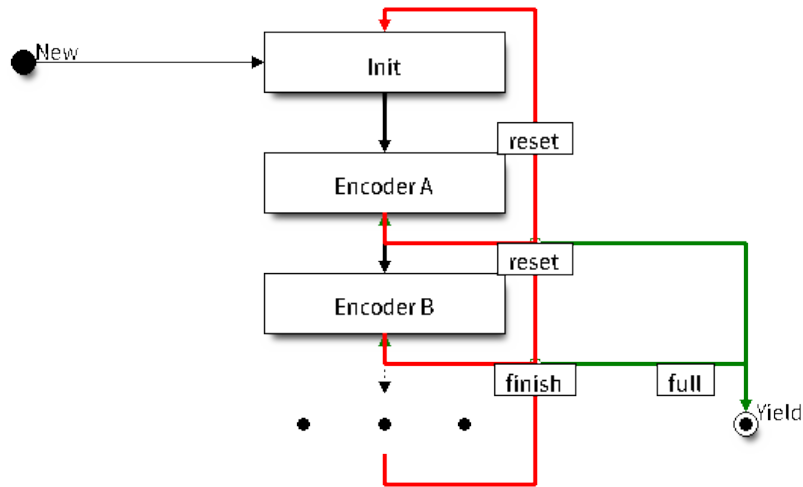 New
Init
reset
Encoder A
reset
Encoder B
finish
full
Yield